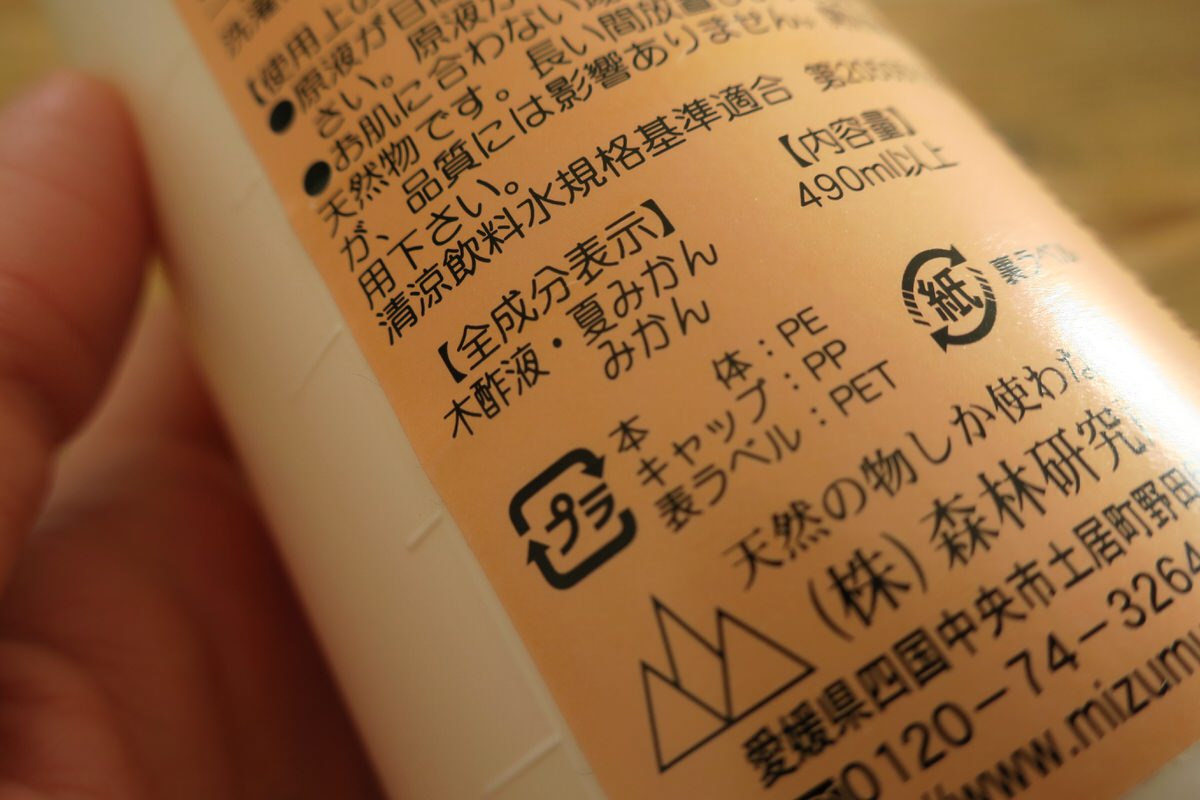 【使用上の
●原液が目
さい。原液が
●お肌に合わない
天然物です。長い間放置
が、品質には影響ありません。
用下さい。
清涼飲料水規格基準適合
【内容量】
490ml以上
【全成分表示】
木酢液・夏みかん
みかん
紙
裏ラベル
プラ
本 体：PE
キャップ：PP
表ラベル：PET
天然の物しか使わな
(株)森林研究
愛媛県四国中央市土居町野田
0120-74-3264
www.mizum